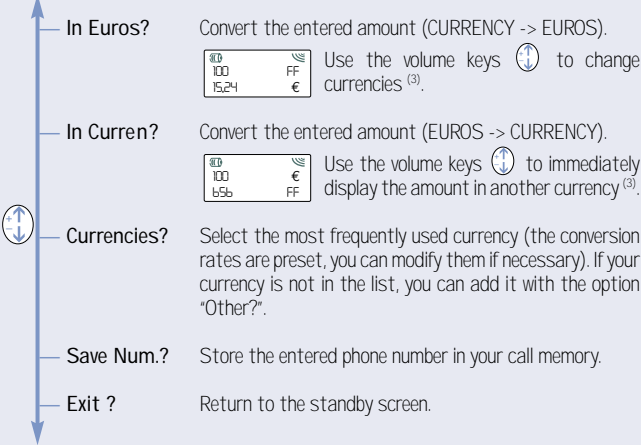 In Euros? Convert the entered amount (CURRENCY -> EUROS).
100 FF
15,24 €
Use the volume keys + - to change
currencies (3).
In Curren? Convert the entered amount (EUROS -> CURRENCY).
100 €
656 FF
Use the volume keys + - to immediately
display the amount in another currency (3).
+ -
Currencies? Select the most frequently used currency (the conversion
rates are preset, you can modify them if necessary). If your
currency is not in the list, you can add it with the option
“Other?”.
Save Num.? Store the entered phone number in your call memory.
Exit ? Return to the standby screen.